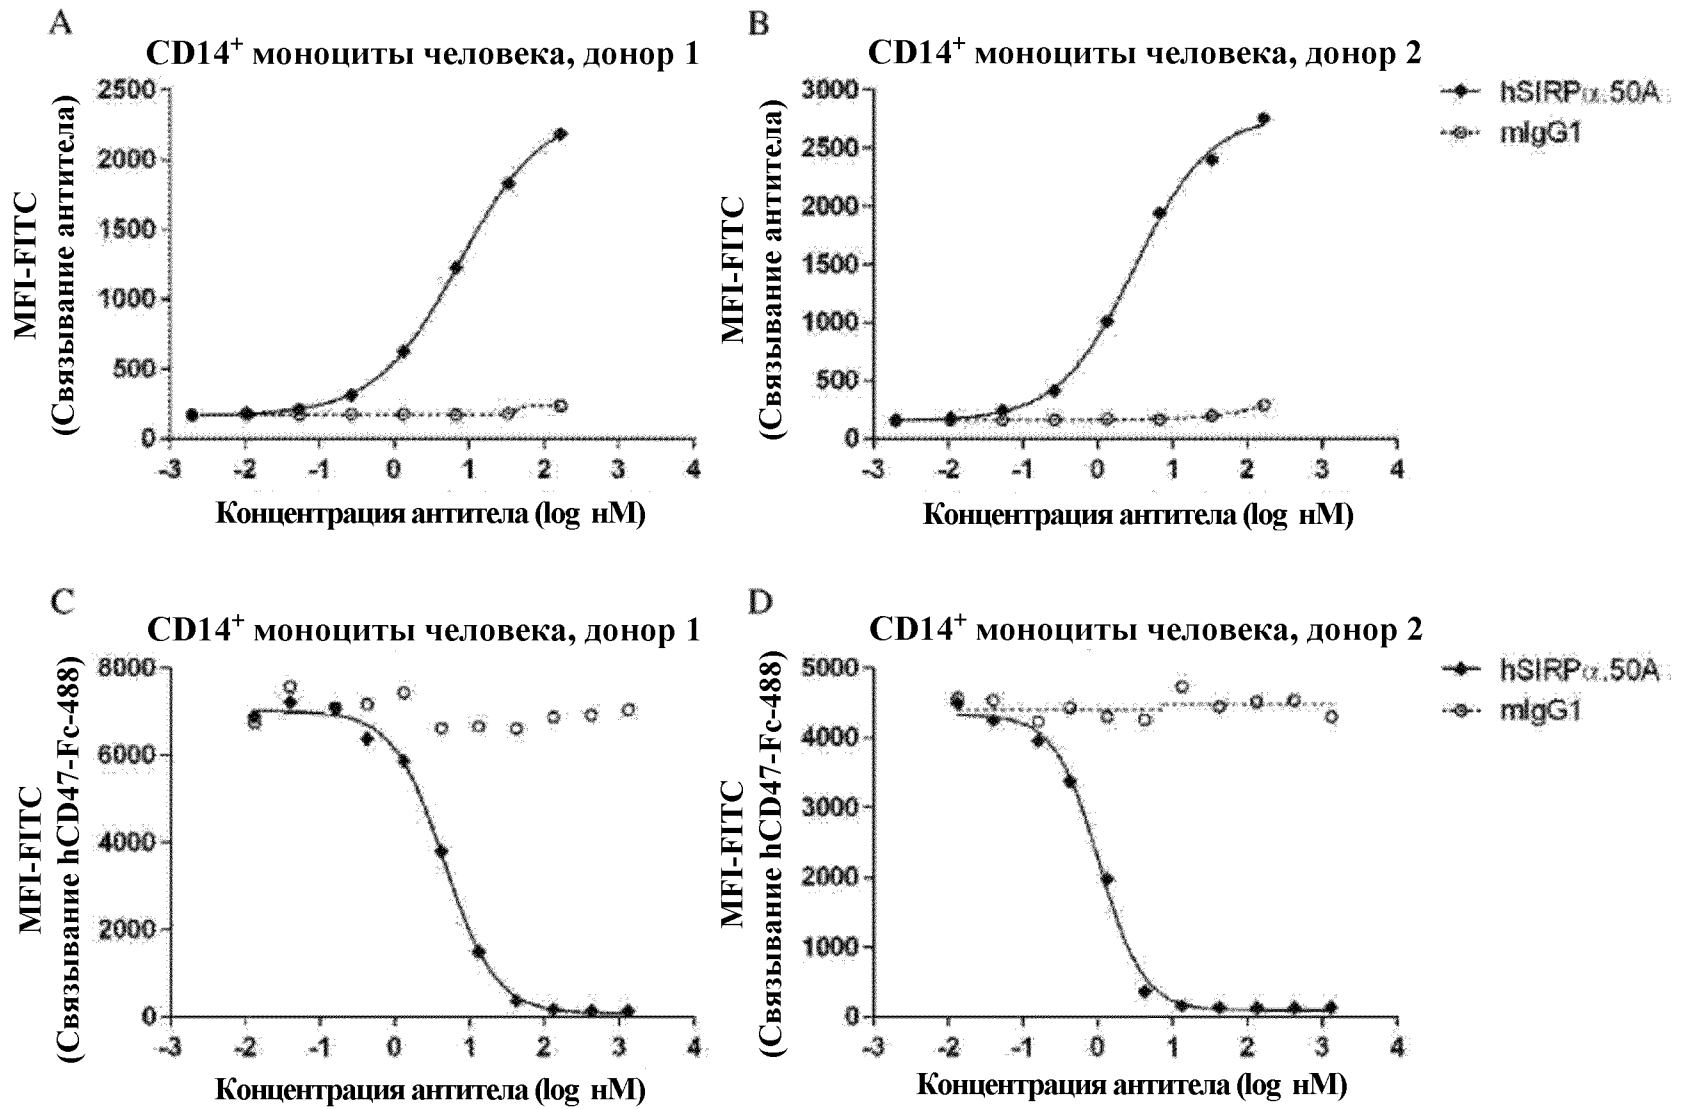 A
CD14+ моноциты человека, донор 1
MFI-FITC
(Связывание антитела)
2500
2000
1500
1000
500
0
-3 -2 -1 0 1 2 3 4
Концентрация антитела (log нМ)
B
CD14+ моноциты человека, донор 2
MFI-FITC
(Связывание антитела)
3000
2500
2000
1500
1000
500
0
-3 -2 -1 0 1 2 3 4
Концентрация антитела (log нМ)
hSIRPα.50A
mIgG1
C
CD14+ моноциты человека, донор 1
MFI-FITC
(Связывание hCD47-Fc-488)
8000
6000
4000
2000
0
-3 -2 -1 0 1 2 3 4
Концентрация антитела (log нМ)
D
CD14+ моноциты человека, донор 2
MFI-FITC
(Связывание hCD47-Fc-488)
5000
4000
3000
2000
1000
0
-3 -2 -1 0 1 2 3 4
Концентрация антитела (log нМ)
hSIRPα.50A
mIgG1